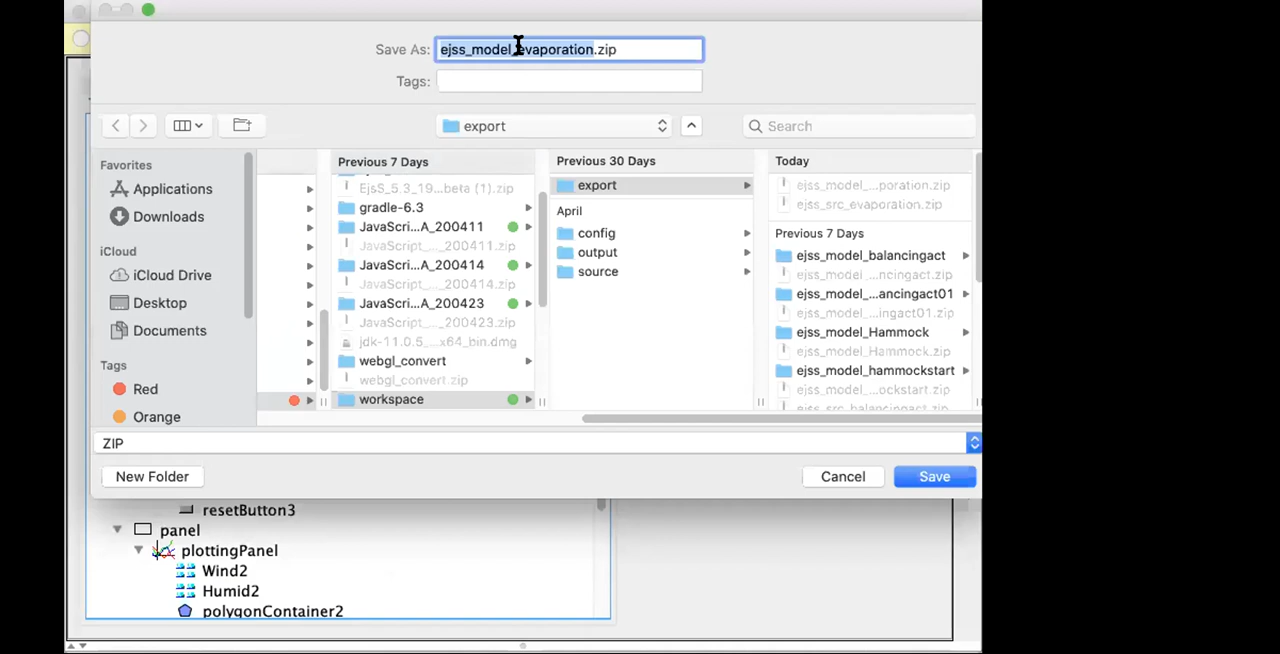 Save As: ejss_model_evaporation.zip
Tags:
export
Search
Favorites
Applications
Downloads
iCloud
iCloud Drive
Desktop
Documents
Tags
Red
Orange
Previous 7 Days
EjsS_5.3_19...beta (1).zip
gradle-6.3
JavaScri...A_200411
JavaScript_..._200411.zip
JavaScri...A_200414
JavaScript_..._200414.zip
JavaScri...A_200423
JavaScript_..._200423.zip
jdk-11.0.5_...x64_bin.dmg
webgl_convert
webgl_convert.zip
workspace
Previous 30 Days
export
April
config
output
source
Today
ejss_model_...poration.zip
ejss_src_evaporation.zip
Previous 7 Days
ejss_model_balancingact
ejss_model_...ncingact.zip
ejss_model_...ancingact01
ejss_model_...ingact01.zip
ejss_model_Hammock
ejss_model_Hammock.zip
ejss_model_hammockstart
ejss_model_...ockstart.zip
ejss_src_balancingact.zip
ZIP
New Folder
Cancel
Save
resetButton3
panel
plottingPanel
Wind2
Humid2
polygonContainer2